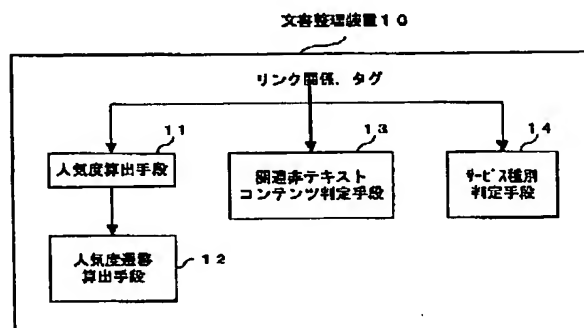 文書整理装置10
リンク関係、タグ
11
13
14
人気度算出手段
関連非テキスト
コンテンツ判定手段
サービス種別
判定手段
人気度遷移
算出手段
12